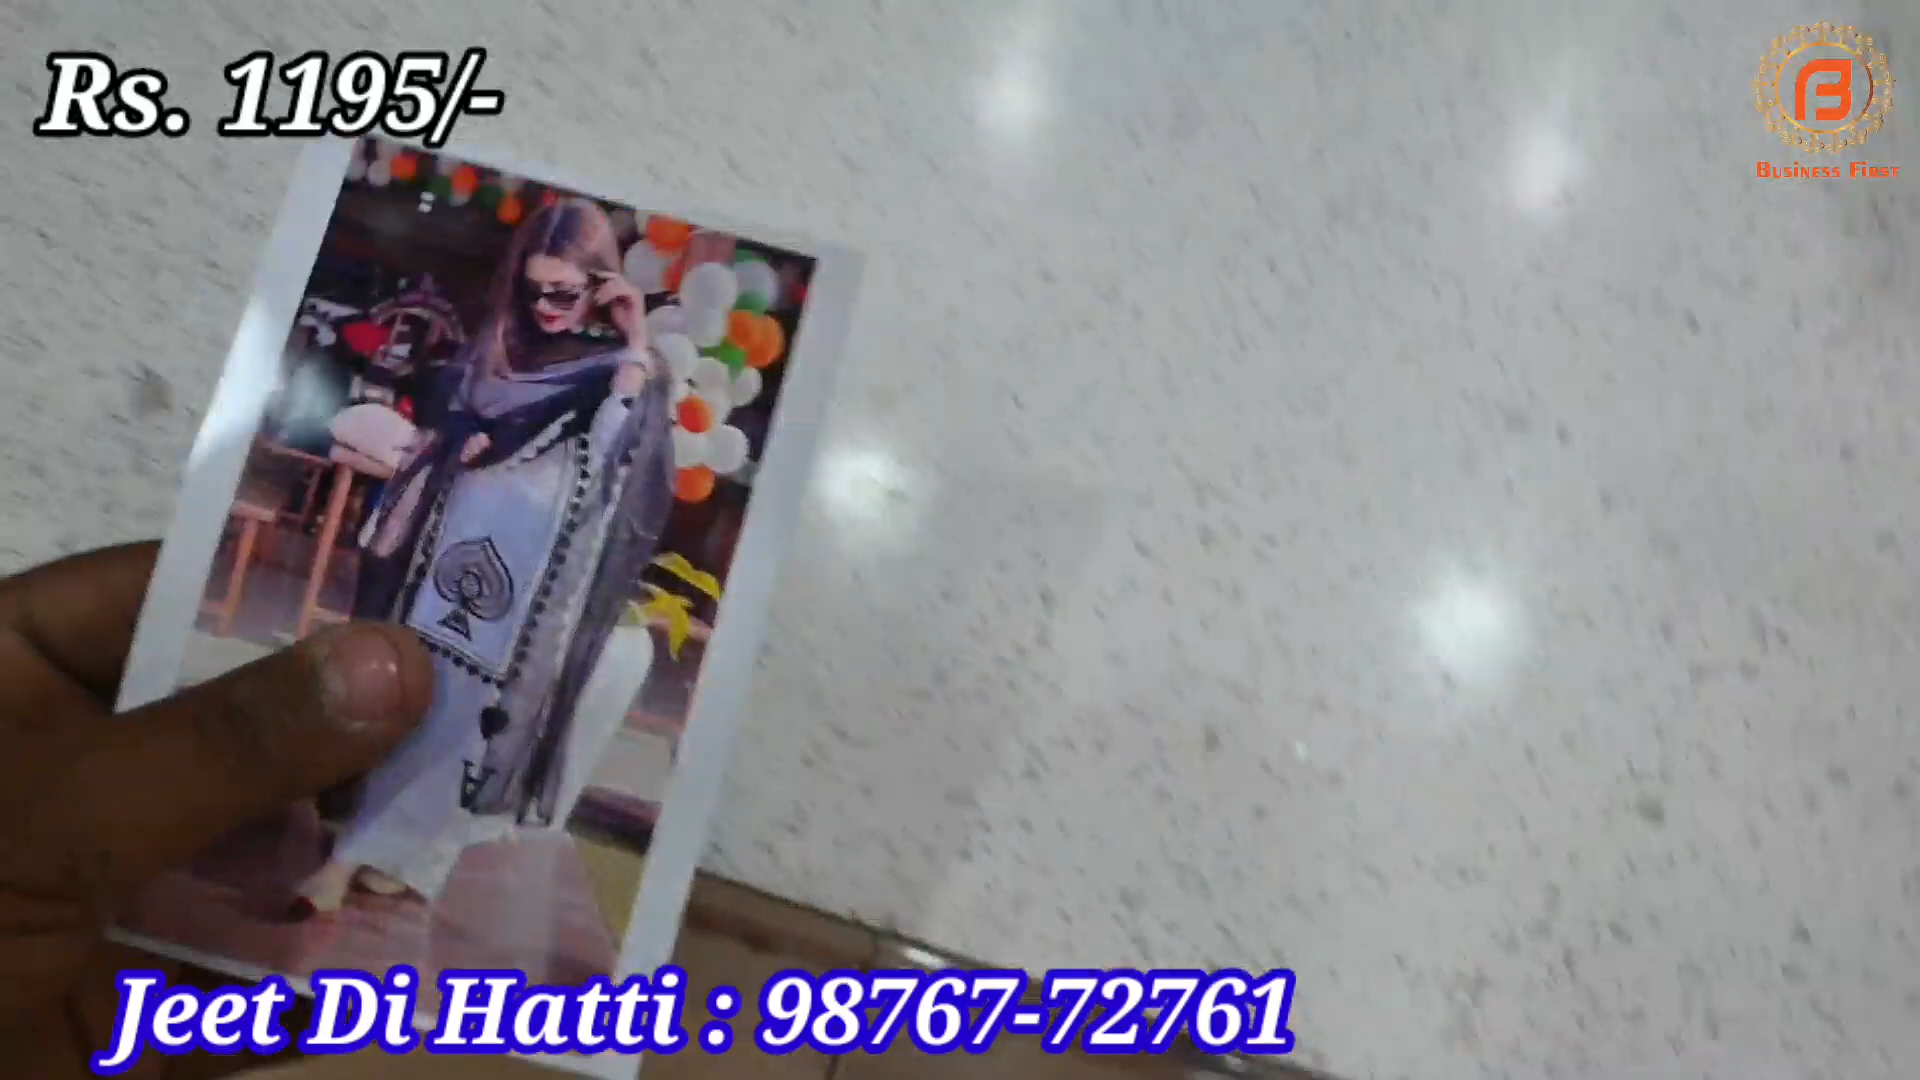 Rs. 1195/-
BUSINESS FIRST
A
Jeet Di Hatti : 98767-72761